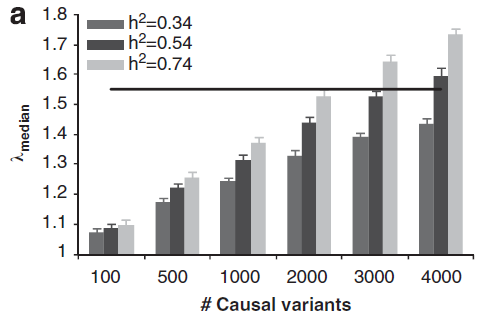 a
1.8
1.7
1.6
1.5
1.4
1.3
1.2
1.1
1
λmedian
h²=0.34
h²=0.54
h²=0.74
100 500 1000 2000 3000 4000
# Causal variants